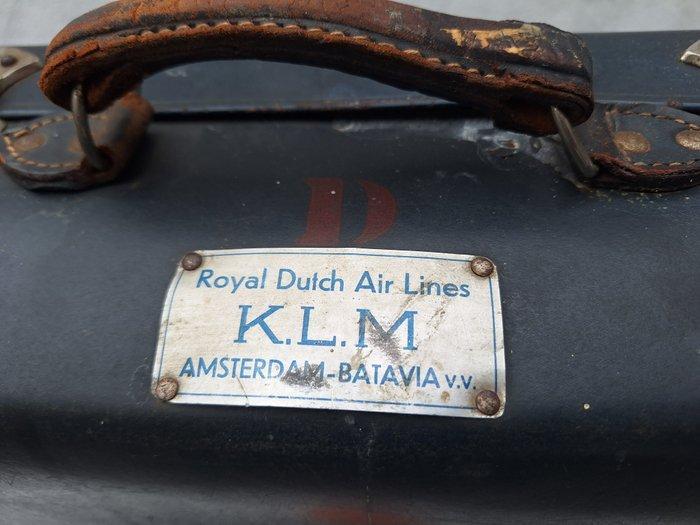 D
Royal Dutch Air Lines
K.L.M
AMSTERDAM-BATAVIA v.v.